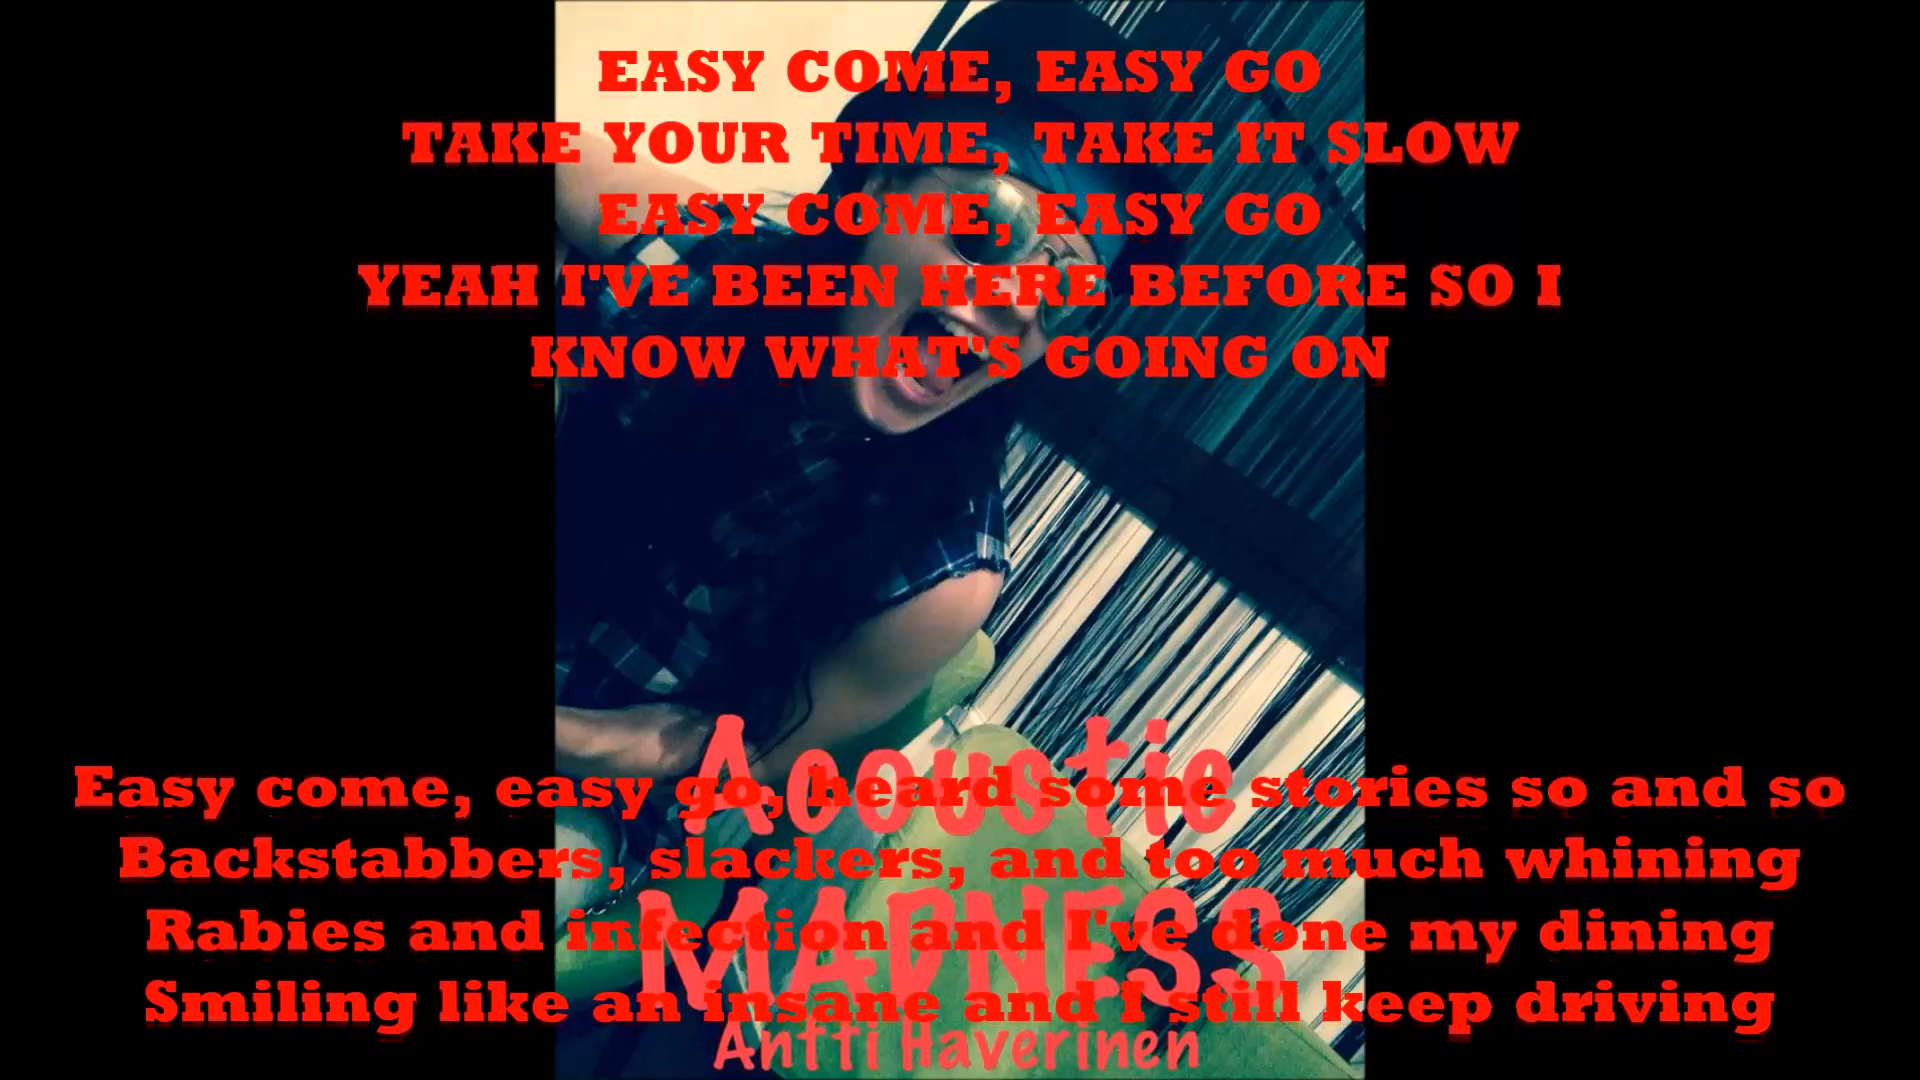 EASY COME, EASY GO
TAKE YOUR TIME, TAKE IT SLOW
EASY COME, EASY GO
YEAH I'VE BEEN HERE BEFORE SO I
KNOW WHAT'S GOING ON
Acoustic
Easy come, easy go, heard some stories so and so
Backstabbers, slackers, and too much whining
MADNESS
Rabies and infection and I've done my dining
Smiling like an insane and I still keep driving
Antti Haverinen